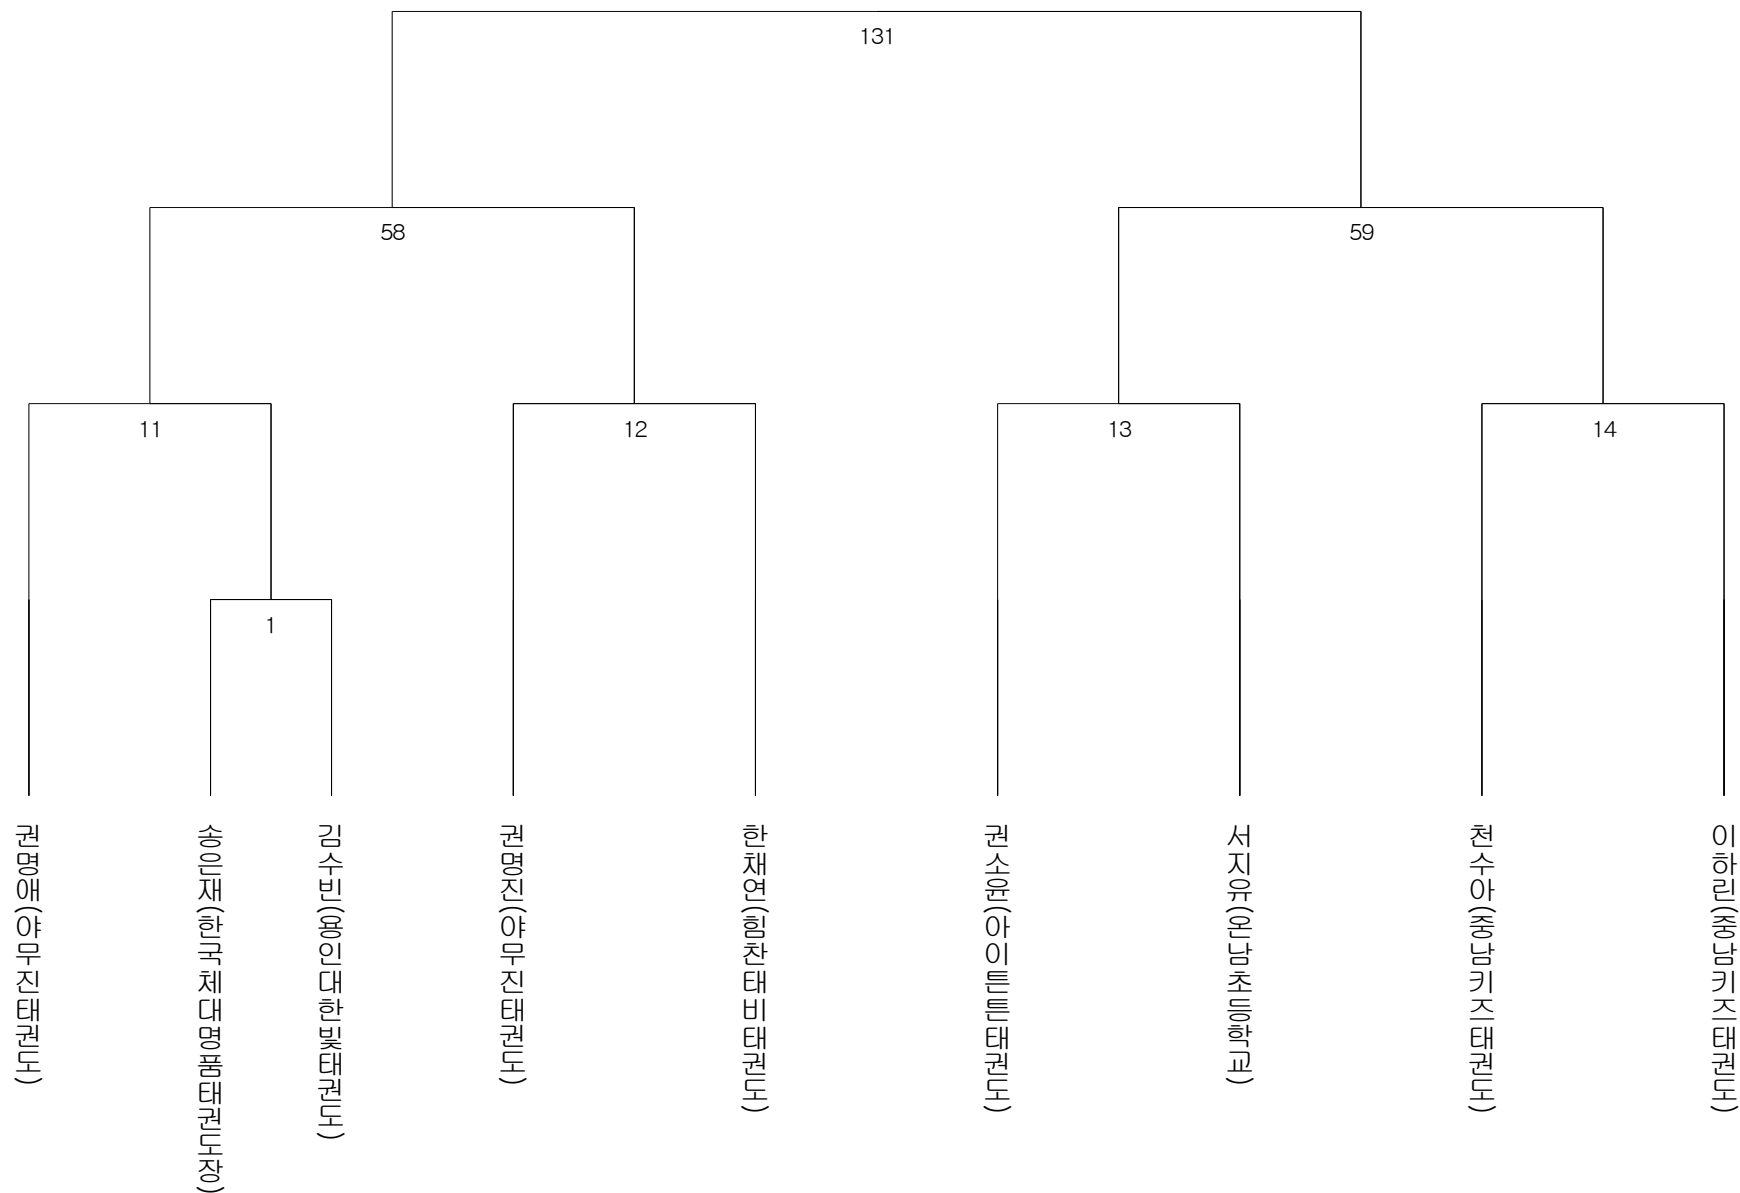 131
58
59
11
12
13
14
1
권명애(야무진태권도)
송은재(한국체대명품태권도장)
김수빈(용인대한빛태권도)
권명진(야무진태권도)
한채연(힘찬태비태권도)
권소윤(아이튼튼태권도)
서지유(온남초등학교)
천수아(중남키즈태권도)
이하린(중남키즈태권도)